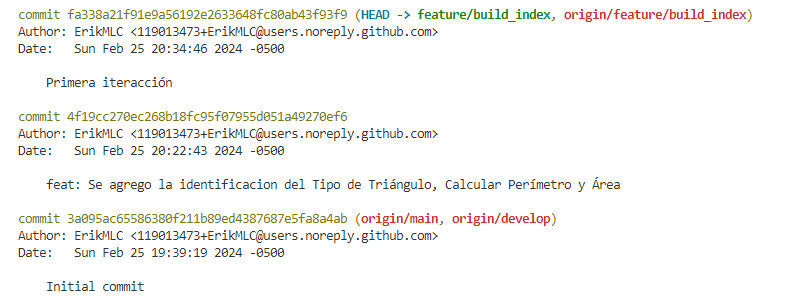 commit fa338a21f91e9a56192e2633648fc80ab43f93f9 (HEAD -> feature/build_index, origin/feature/build_index)
Author: ErikMLC <119013473+ErikMLC@users.noreply.github.com>
Date:   Sun Feb 25 20:34:46 2024 -0500
Primera iteracción
commit 4f19cc270ec268b18fc95f07955d051a49270ef6
Author: ErikMLC <119013473+ErikMLC@users.noreply.github.com>
Date:   Sun Feb 25 20:22:43 2024 -0500
feat: Se agrego la identificacion del Tipo de Triángulo, Calcular Perímetro y Área
commit 3a095ac65586380f211b89ed4387687e5fa8a4ab (origin/main, origin/develop)
Author: ErikMLC <119013473+ErikMLC@users.noreply.github.com>
Date:   Sun Feb 25 19:39:19 2024 -0500
Initial commit